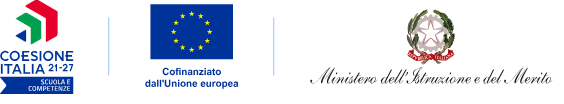 COESIONE
ITALIA 21-27
SCUOLA E
COMPETENZE
Cofinanziato
dall'Unione europea
Ministero dell'Istruzione e del Merito